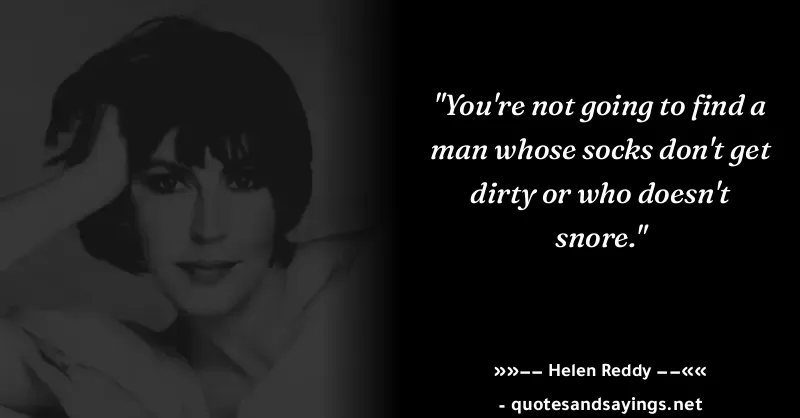 "You're not going to find a
man whose socks don't get
dirty or who doesn't
snore."
»»–– Helen Reddy ––««
- quotesandsayings.net